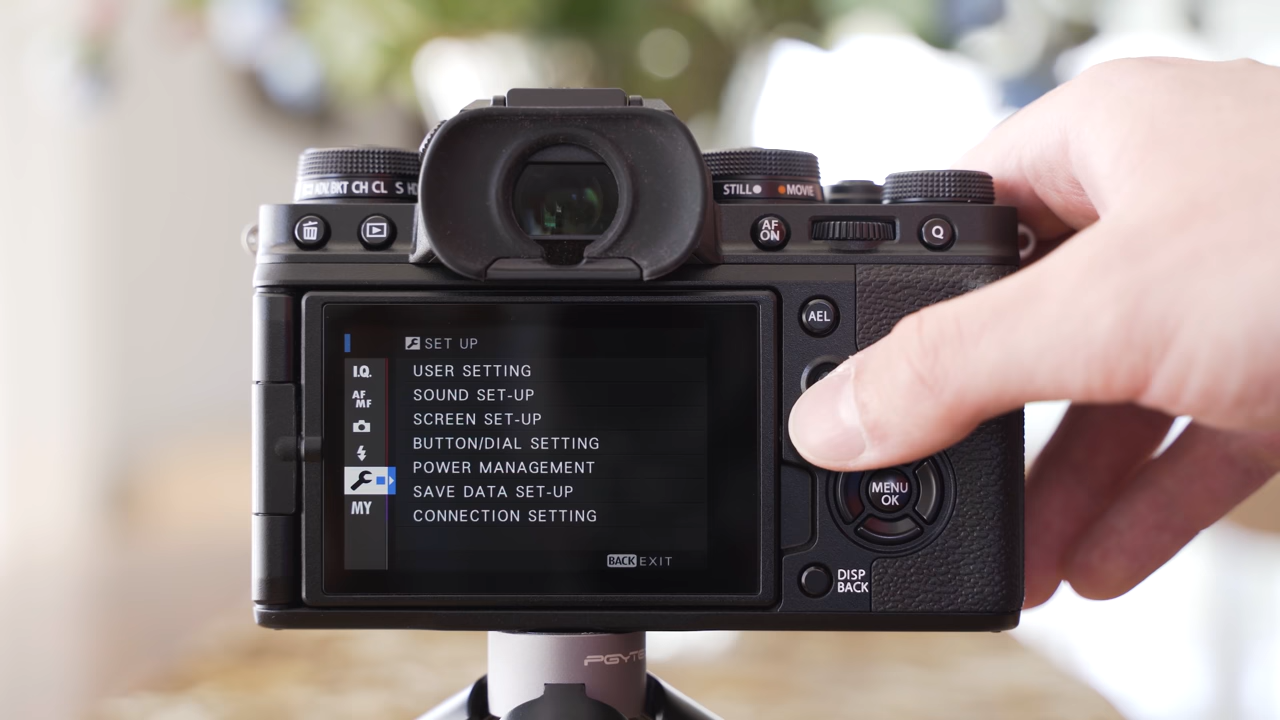 BKT CH CL S
STILL MOVIE
AF
ON
Q
AEL
SET UP
I.Q.
USER SETTING
AF
MF
SOUND SET-UP
SCREEN SET-UP
BUTTON/DIAL SETTING
POWER MANAGEMENT
SAVE DATA SET-UP
MY
CONNECTION SETTING
BACK EXIT
MENU
OK
DISP
BACK